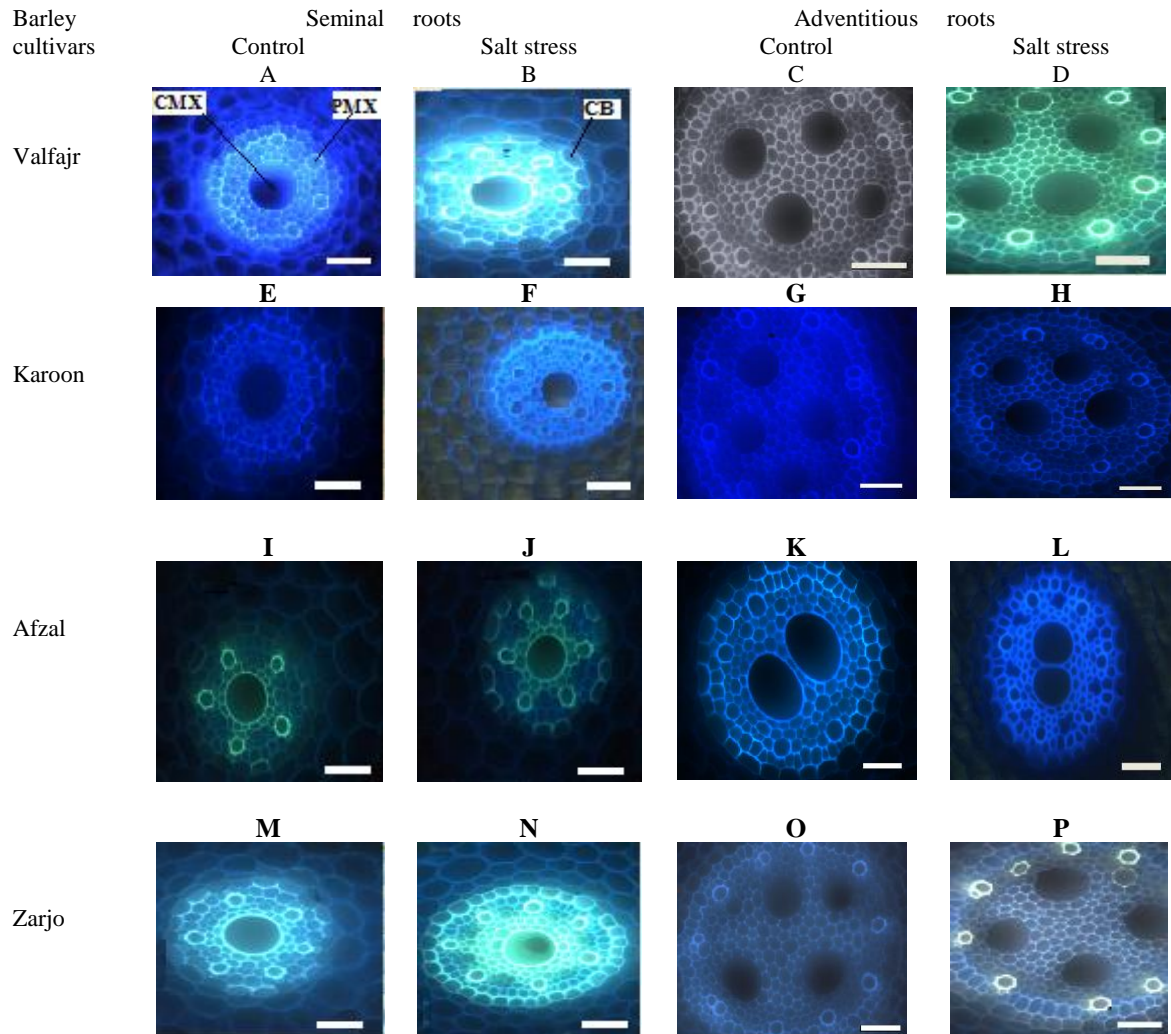 Barley Seminal roots Adventitious roots
cultivars Control Salt stress Control Salt stress
A B C D
CMX PMX CB
Valfajr
E F G H
Karoon
I J K L
Afzal
M N O P
Zarjo